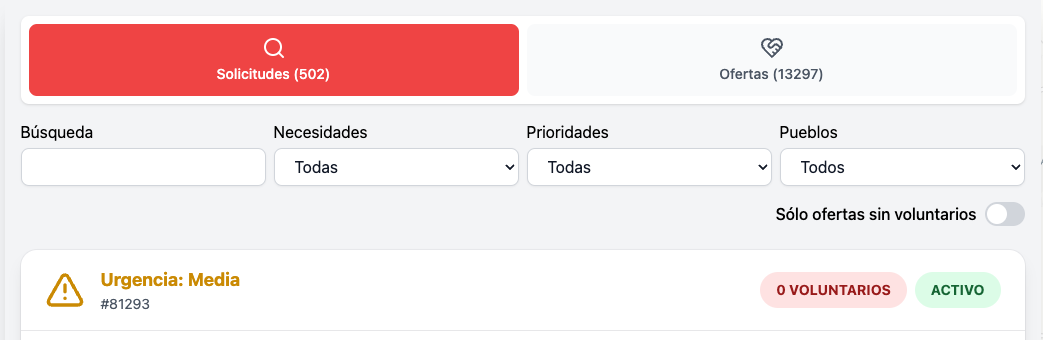 Solicitudes (502)
Ofertas (13297)
Búsqueda
Necesidades
Prioridades
Pueblos
Todas
Todas
Todos
Sólo ofertas sin voluntarios
Urgencia: Media
#81293
0 VOLUNTARIOS
ACTIVO